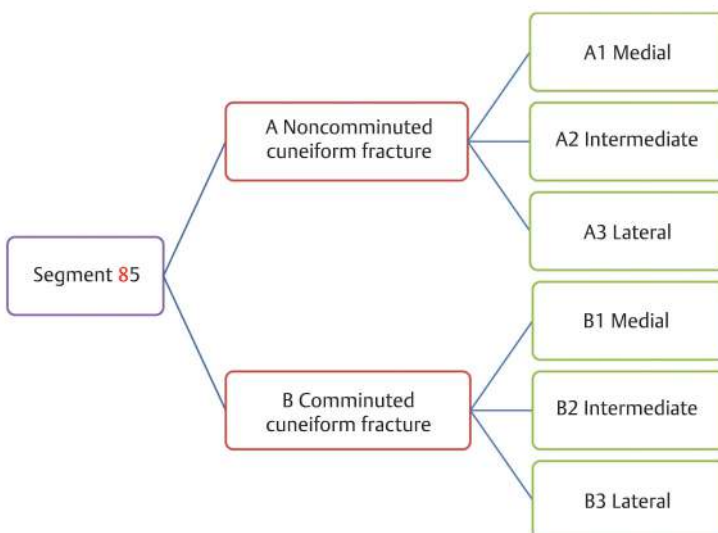 Segment 85
A Noncomminuted
cuneiform fracture
A1 Medial
A2 Intermediate
A3 Lateral
B Comminuted
cuneiform fracture
B1 Medial
B2 Intermediate
B3 Lateral